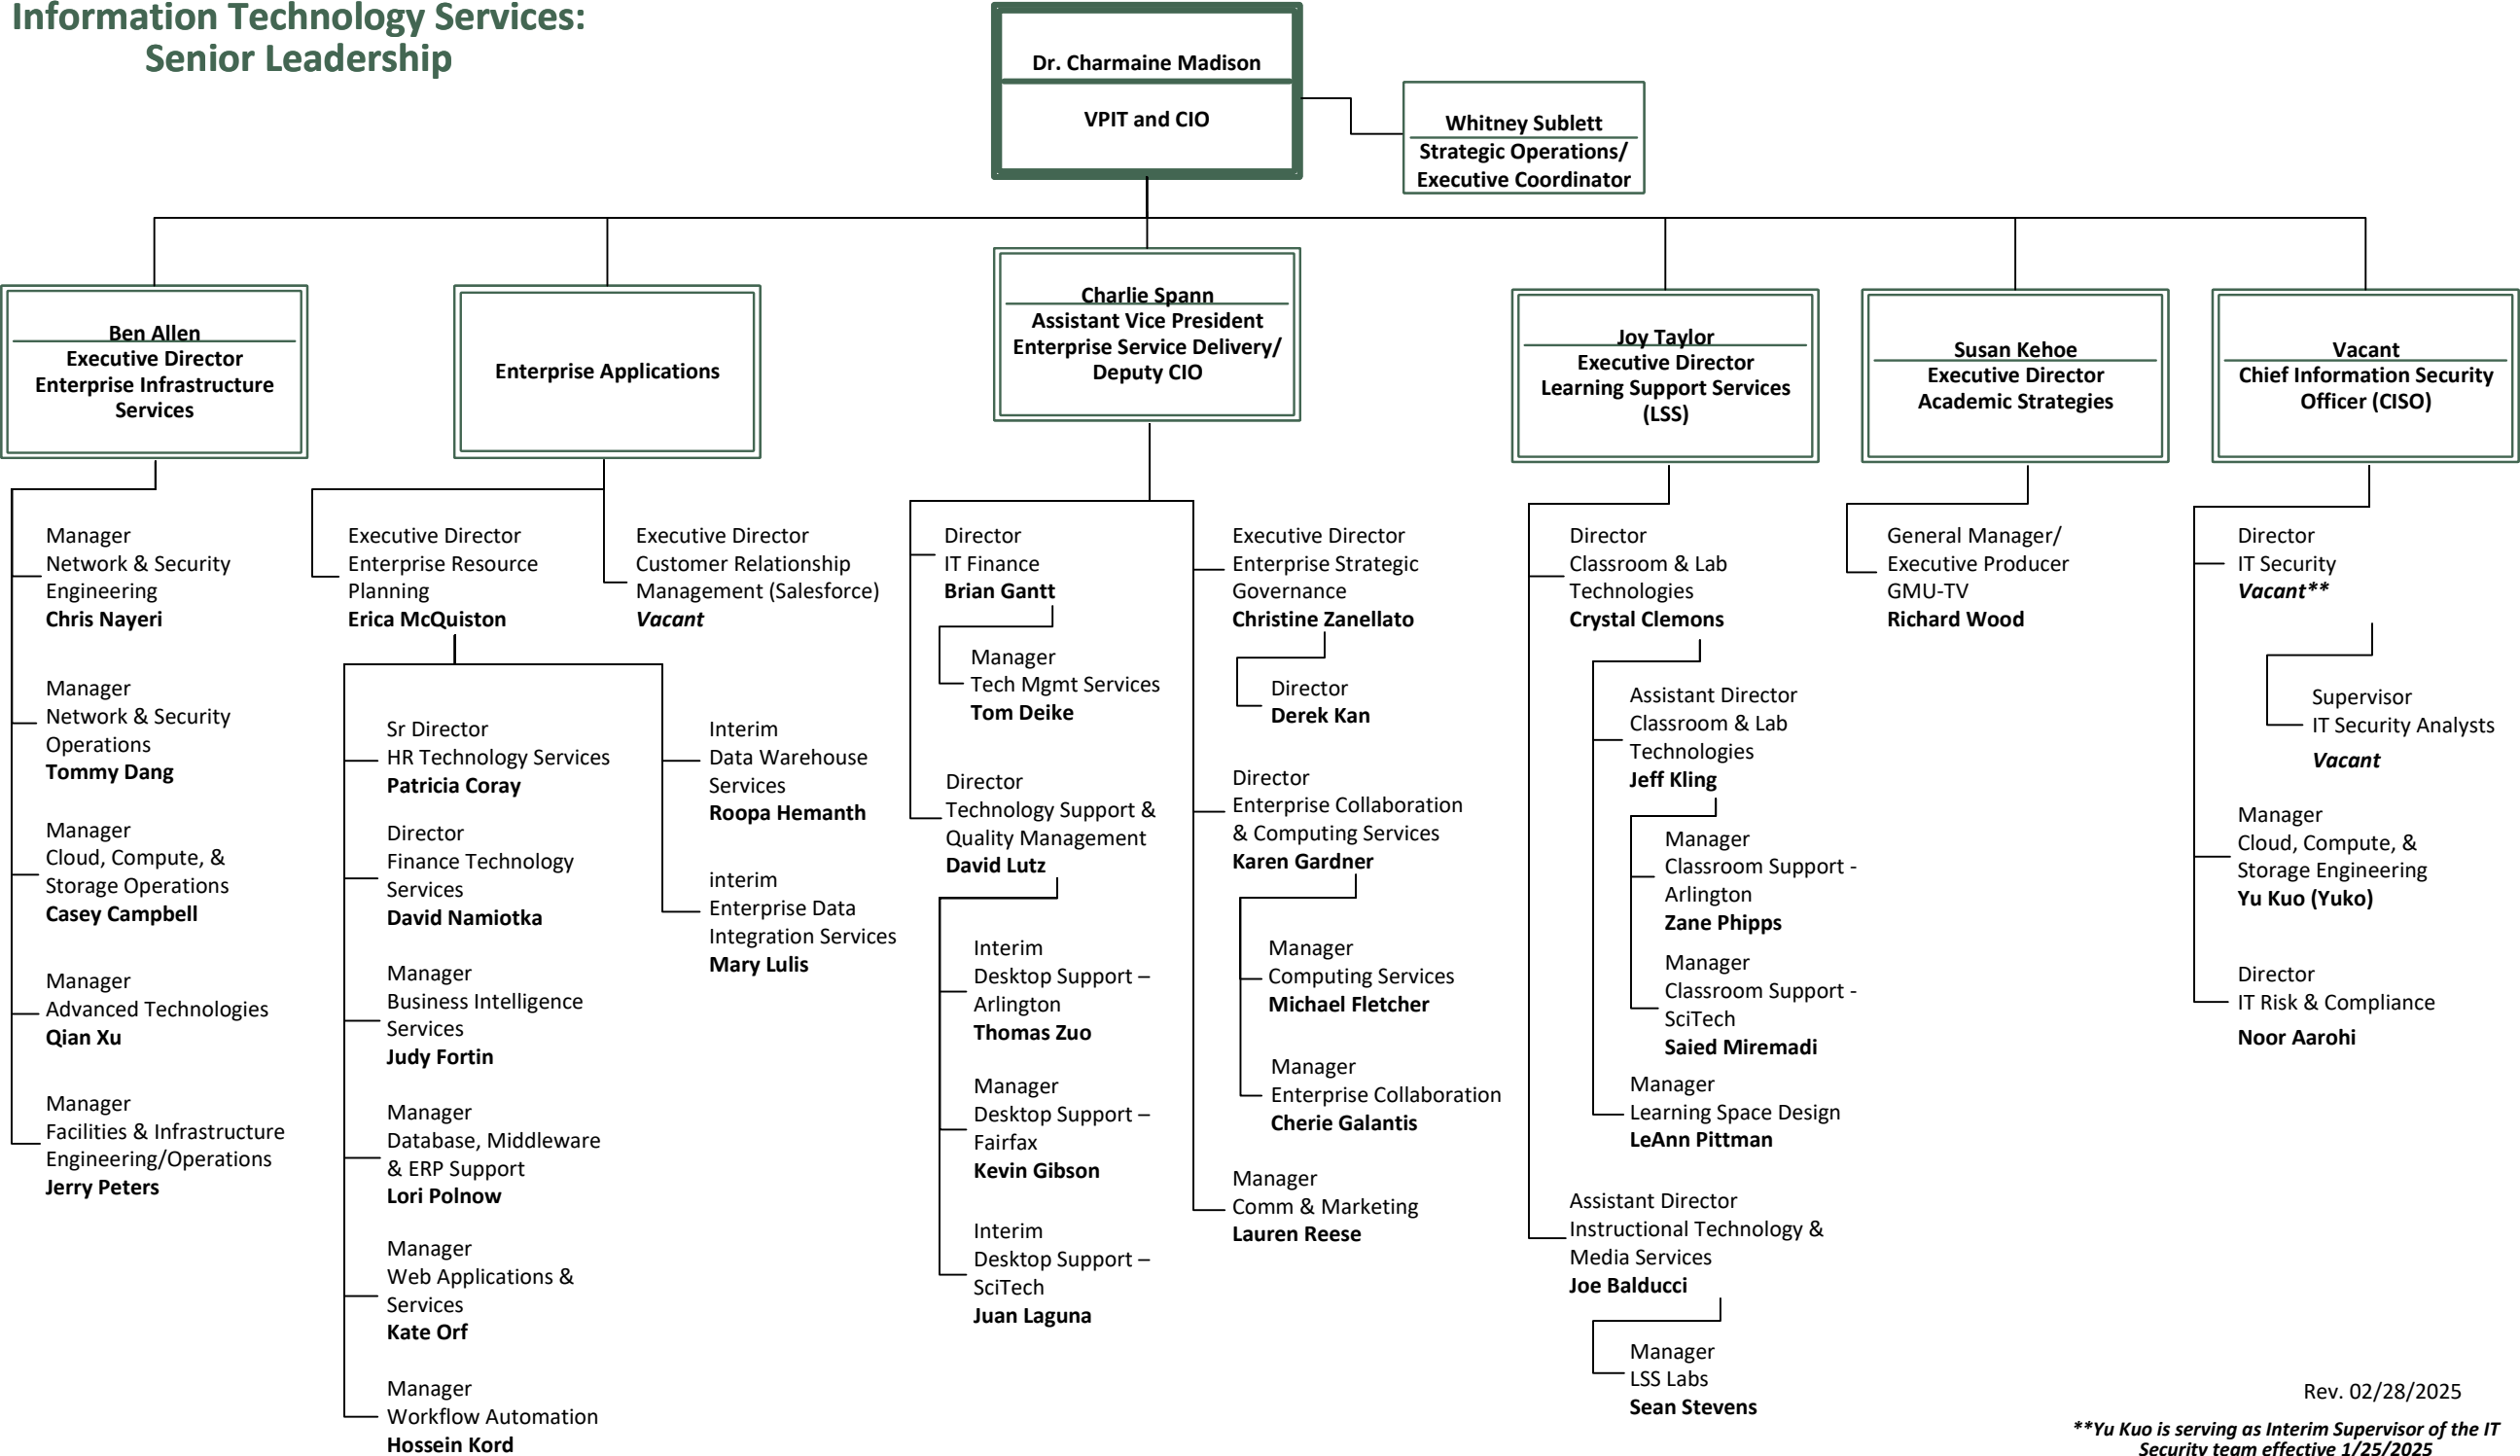 Information Technology Services:
Senior Leadership
Dr. Charmaine Madison
VPIT and CIO
Whitney Sublett
Strategic Operations/
Executive Coordinator
Ben Allen
Executive Director
Enterprise Infrastructure
Services
Enterprise Applications
Charlie Spann
Assistant Vice President
Enterprise Service Delivery/
Deputy CIO
Joy Taylor
Executive Director
Learning Support Services
(LSS)
Susan Kehoe
Executive Director
Academic Strategies
Vacant
Chief Information Security
Officer (CISO)
Manager
Network & Security
Engineering
Chris Nayeri
Manager
Network & Security
Operations
Tommy Dang
Manager
Cloud, Compute, &
Storage Operations
Casey Campbell
Manager
Advanced Technologies
Qian Xu
Manager
Facilities & Infrastructure
Engineering/Operations
Jerry Peters
Executive Director
Enterprise Resource
Planning
Erica McQuiston
Executive Director
Customer Relationship
Management (Salesforce)
Vacant
Sr Director
HR Technology Services
Patricia Coray
Director
Finance Technology
Services
David Namiotka
Manager
Business Intelligence
Services
Judy Fortin
Manager
Database, Middleware
& ERP Support
Lori Polnow
Manager
Web Applications &
Services
Kate Orf
Manager
Workflow Automation
Hossein Kord
Interim
Data Warehouse
Services
Roopa Hemanth
interim
Enterprise Data
Integration Services
Mary Lulis
Director
IT Finance
Brian Gantt
Manager
Tech Mgmt Services
Tom Deike
Director
Technology Support &
Quality Management
David Lutz
Interim
Desktop Support –
Arlington
Thomas Zuo
Manager
Desktop Support –
Fairfax
Kevin Gibson
Interim
Desktop Support –
SciTech
Juan Laguna
Executive Director
Enterprise Strategic
Governance
Christine Zanellato
Director
Derek Kan
Director
Enterprise Collaboration
& Computing Services
Karen Gardner
Manager
Computing Services
Michael Fletcher
Manager
Enterprise Collaboration
Cherie Galantis
Manager
Comm & Marketing
Lauren Reese
Director
Classroom & Lab
Technologies
Crystal Clemons
Assistant Director
Classroom & Lab
Technologies
Jeff Kling
Manager
Classroom Support -
Arlington
Zane Phipps
Manager
Classroom Support -
SciTech
Saied Miremadi
Manager
Learning Space Design
LeAnn Pittman
Assistant Director
Instructional Technology &
Media Services
Joe Balducci
Manager
LSS Labs
Sean Stevens
General Manager/
Executive Producer
GMU-TV
Richard Wood
Director
IT Security
Vacant**
Supervisor
IT Security Analysts
Vacant
Manager
Cloud, Compute, &
Storage Engineering
Yu Kuo (Yuko)
Director
IT Risk & Compliance
Noor Aarohi
Rev. 02/28/2025
**Yu Kuo is serving as Interim Supervisor of the IT
Security team effective 1/25/2025